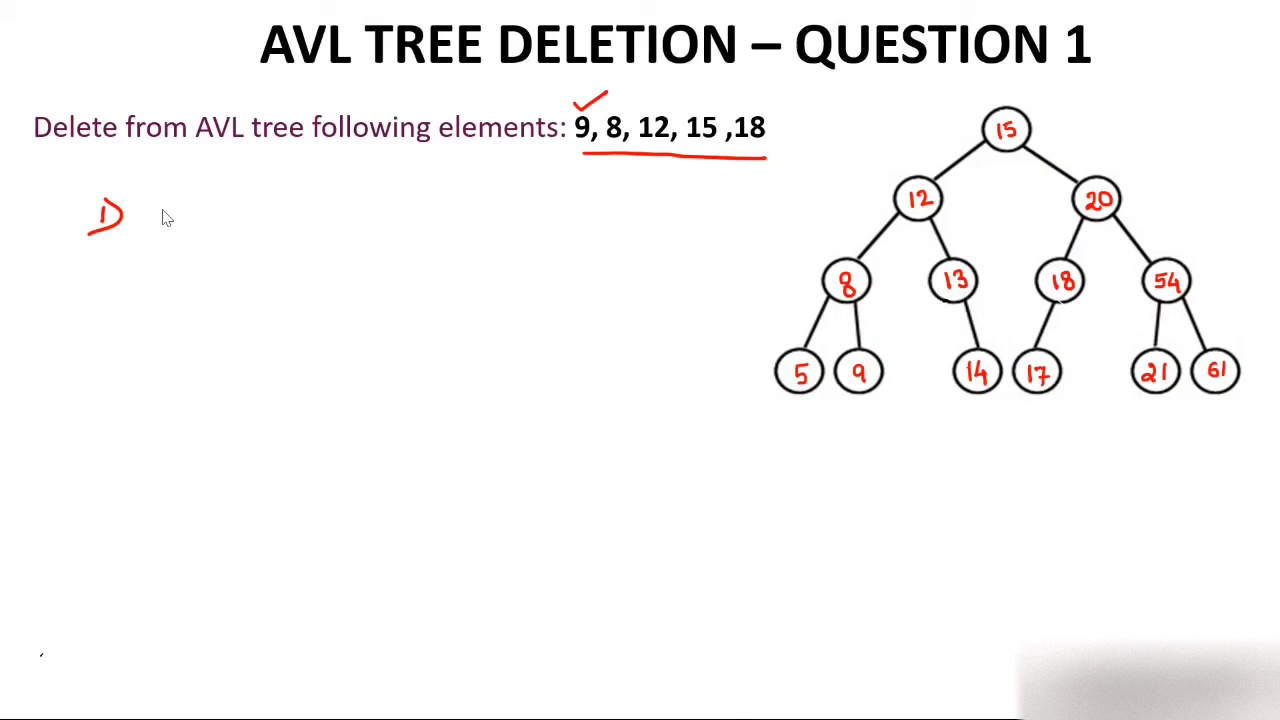 AVL TREE DELETION – QUESTION 1
Delete from AVL tree following elements: 9, 8, 12, 15 ,18
1)
15
12 20
8 13 18 54
5 9 14 17 21 61